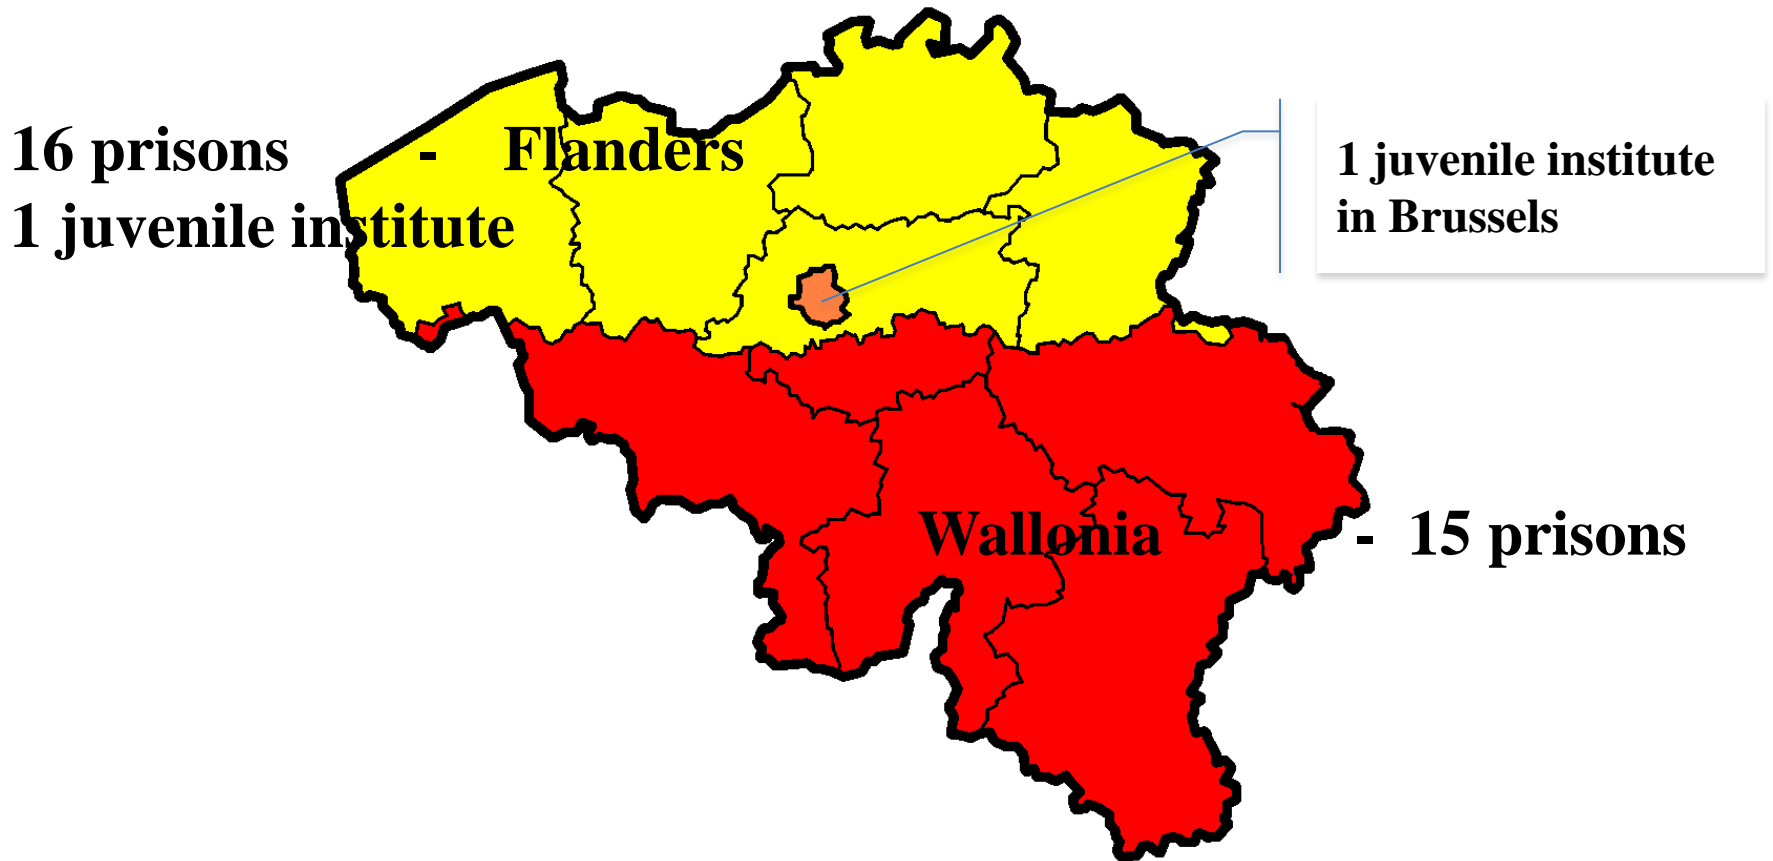 16 prisons - Flanders
1 juvenile institute
1 juvenile institute
in Brussels
Wallonia - 15 prisons